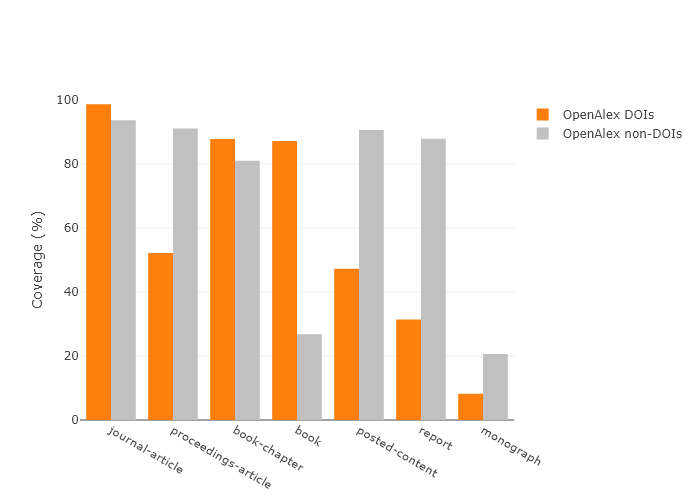 100
80
60
40
20
0
Coverage (%)
journal-article
proceedings-article
book-chapter
book
posted-content
report
monograph
OpenAlex DOIs
OpenAlex non-DOIs